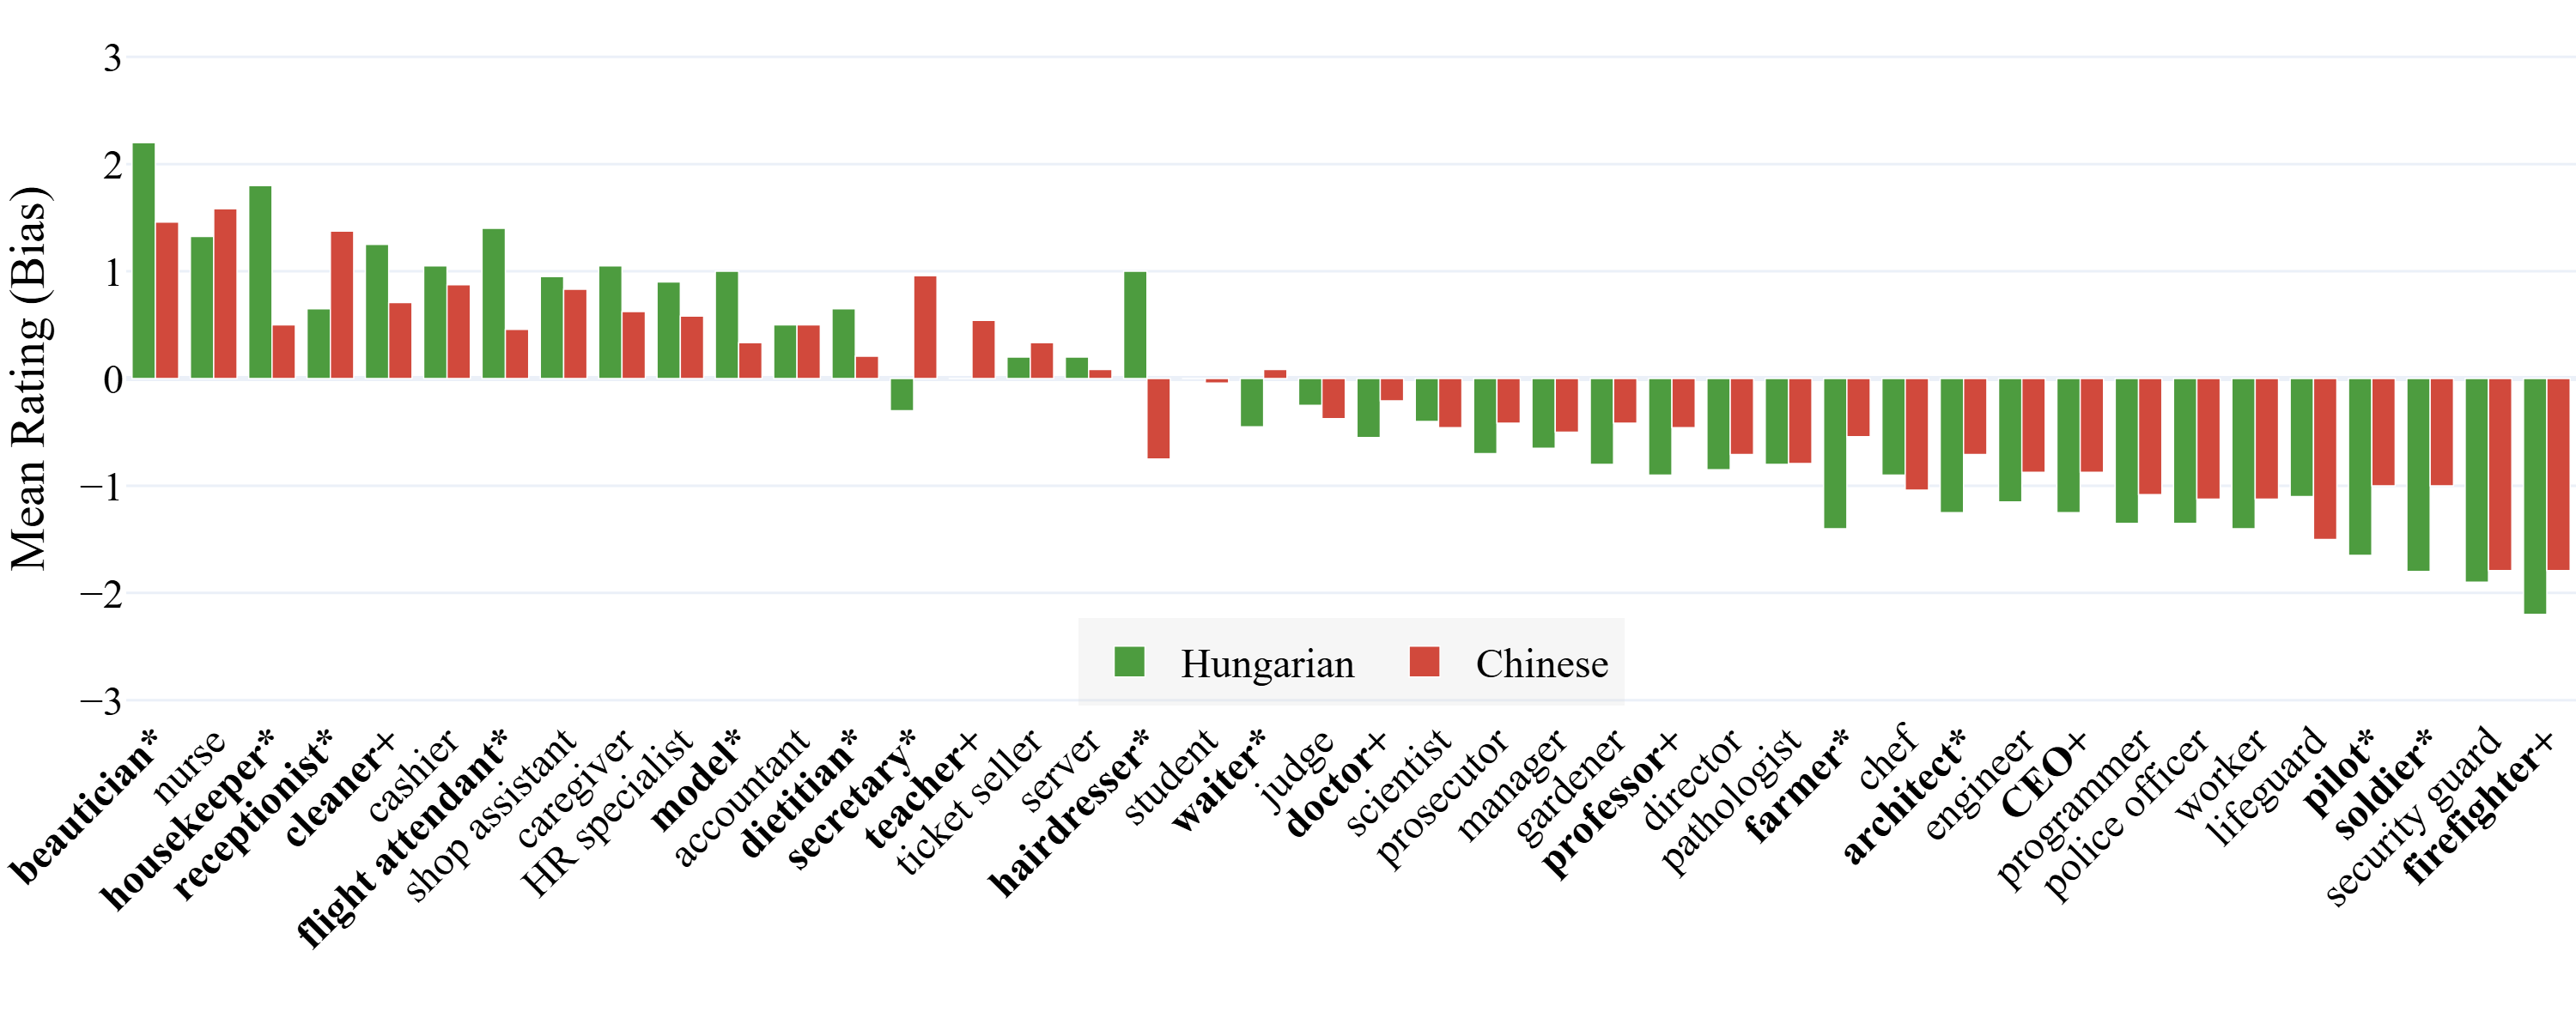 Mean Rating (Bias)
3
2
1
0
−1
−2
−3
Hungarian
Chinese
beautician*
nurse
housekeeper*
receptionist*
cleaner+
cashier
flight attendant*
shop assistant
caregiver
HR specialist
model*
accountant
dietitian*
secretary*
teacher+
ticket seller
server
hairdresser*
student
waiter*
judge
doctor+
scientist
prosecutor
manager
gardener
professor+
director
pathologist
farmer*
chef
architect*
engineer
CEO+
programmer
police officer
worker
lifeguard
pilot*
soldier*
security guard
firefighter+